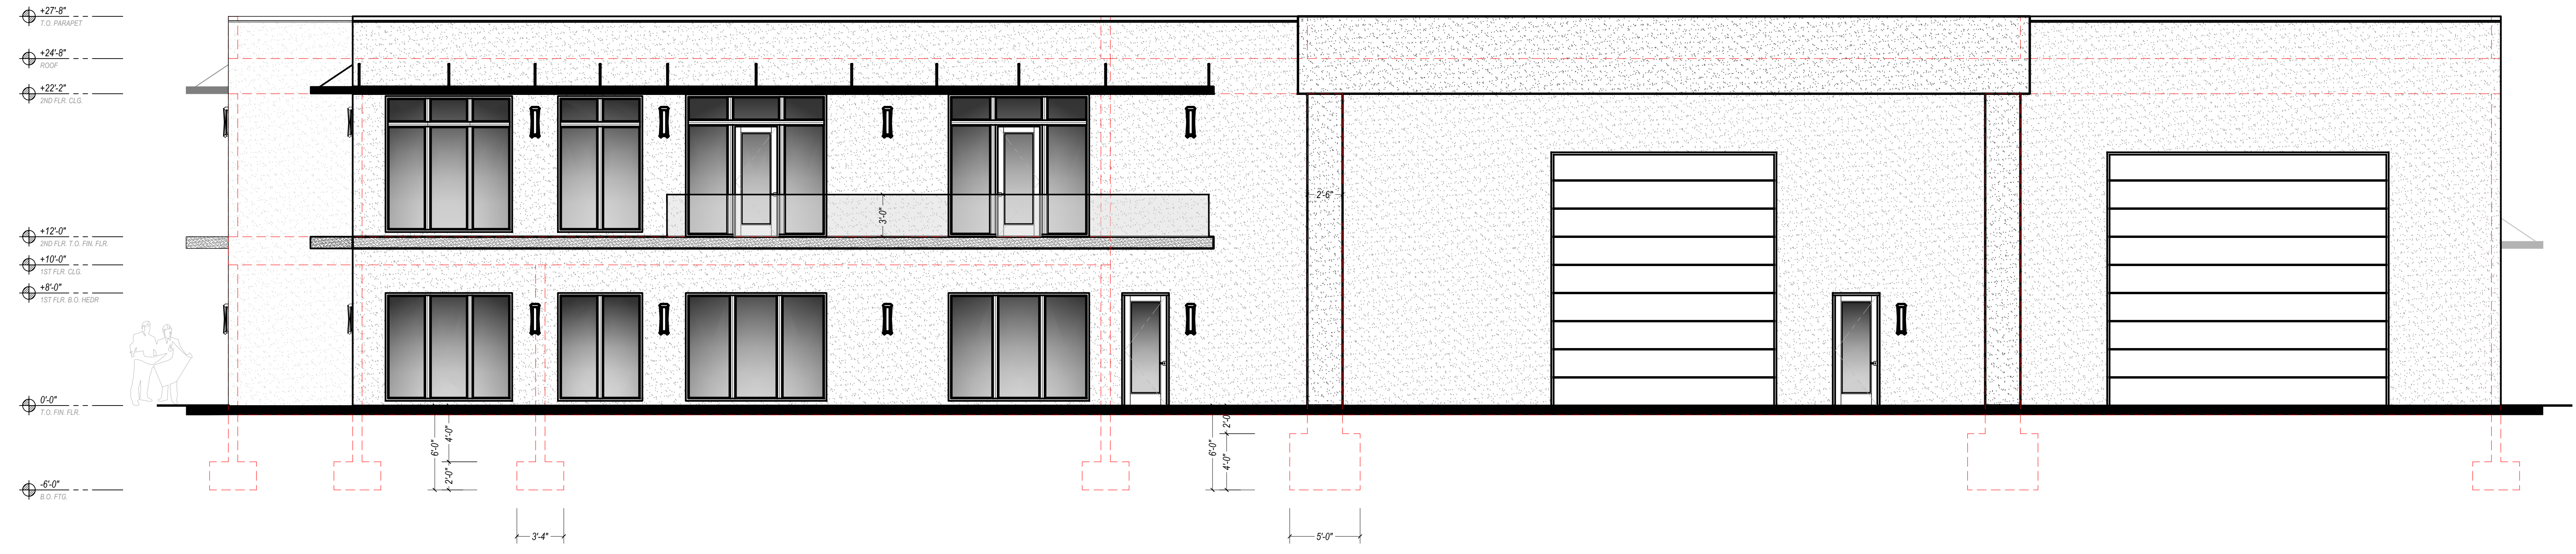 +27'-8"
T.O. PARAPET
+24'-8"
ROOF
+22'-2"
2ND FLR. CLG.
+12'-0"
2ND FLR. T.O. FIN. FLR.
+10'-0"
1ST FLR. CLG.
+8'-0"
1ST FLR. B.O. HEDR
0'-0"
T.O. FIN. FLR.
-6'-0"
B.O. FTG.
3'-0"
2'-6"
6'-0"
4'-0"
2'-0"
6'-0"
2'-0"
4'-0"
3'-4"
5'-0"